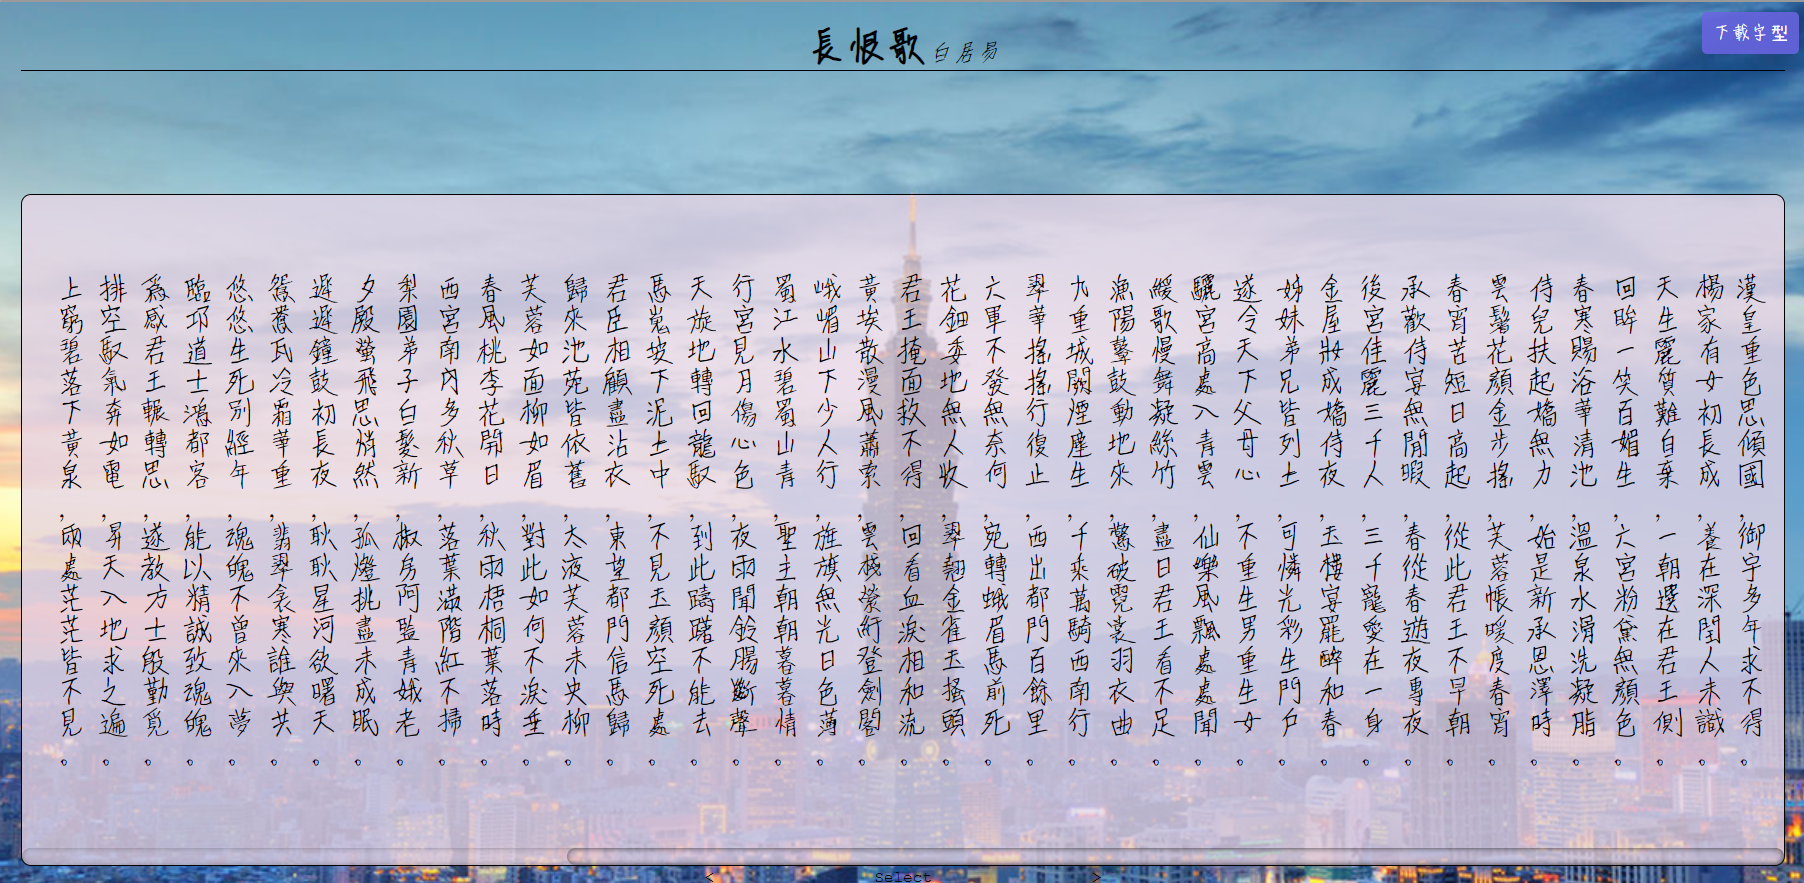 長恨歌 白居易
下載字型
漢皇重色思傾國，御宇多年求不得。
楊家有女初長成，養在深閨人未識。
天生麗質難自棄，一朝選在君王側。
回眸一笑百媚生，六宮粉黛無顏色。
春寒賜浴華清池，溫泉水滑洗凝脂。
侍兒扶起嬌無力，始是新承恩澤時。
雲鬢花顏金步搖，芙蓉帳暖度春宵。
春宵苦短日高起，從此君王不早朝。
承歡侍宴無閒暇，春從春遊夜專夜。
後宮佳麗三千人，三千寵愛在一身。
金屋妝成嬌侍夜，玉樓宴罷醉和春。
姊妹弟兄皆列土，可憐光彩生門戶。
遂令天下父母心，不重生男重生女。
驪宮高處入青雲，仙樂風飄處處聞。
緩歌慢舞凝絲竹，盡日君王看不足。
漁陽鼙鼓動地來，驚破霓裳羽衣曲。
九重城闕煙塵生，千乘萬騎西南行。
翠華搖搖行復止，西出都門百餘里。
六軍不發無奈何，宛轉蛾眉馬前死。
花鈿委地無人收，翠翹金雀玉搔頭。
君王掩面救不得，回看血淚相和流。
黃埃散漫風蕭索，雲棧縈紆登劍閣。
峨嵋山下少人行，旌旗無光日色薄。
蜀江水碧蜀山青，聖主朝朝暮暮情。
行宮見月傷心色，夜雨聞鈴腸斷聲。
天旋地轉回龍馭，到此躊躇不能去。
馬嵬坡下泥土中，不見玉顏空死處。
君臣相顧盡沾衣，東望都門信馬歸。
歸來池苑皆依舊，太液芙蓉未央柳。
芙蓉如面柳如眉，對此如何不淚垂。
春風桃李花開日，秋雨梧桐葉落時。
西宮南內多秋草，落葉滿階紅不掃。
梨園弟子白髮新，椒房阿監青娥老。
夕殿螢飛思悄然，孤燈挑盡未成眠。
遲遲鐘鼓初長夜，耿耿星河欲曙天。
鴛鴦瓦冷霜華重，翡翠衾寒誰與共。
悠悠生死別經年，魂魄不曾來入夢。
臨邛道士鴻都客，能以精誠致魂魄。
為感君王輾轉思，遂教方士殷勤覓。
排空馭氣奔如電，昇天入地求之遍。
上窮碧落下黃泉，兩處茫茫皆不見。
< Select >